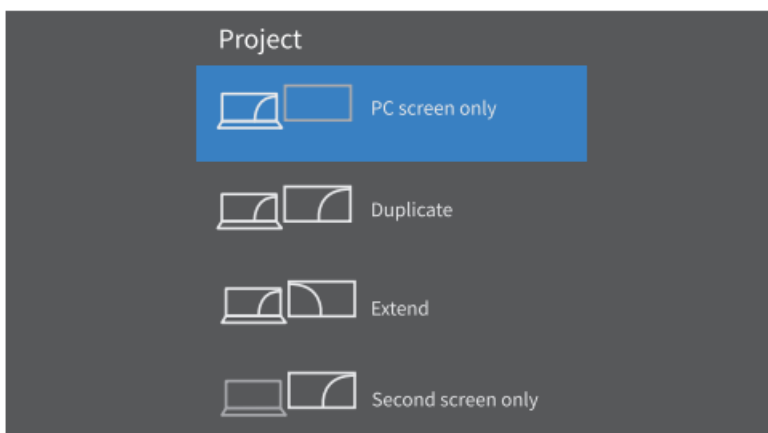 Project
PC screen only
Duplicate
Extend
Second screen only